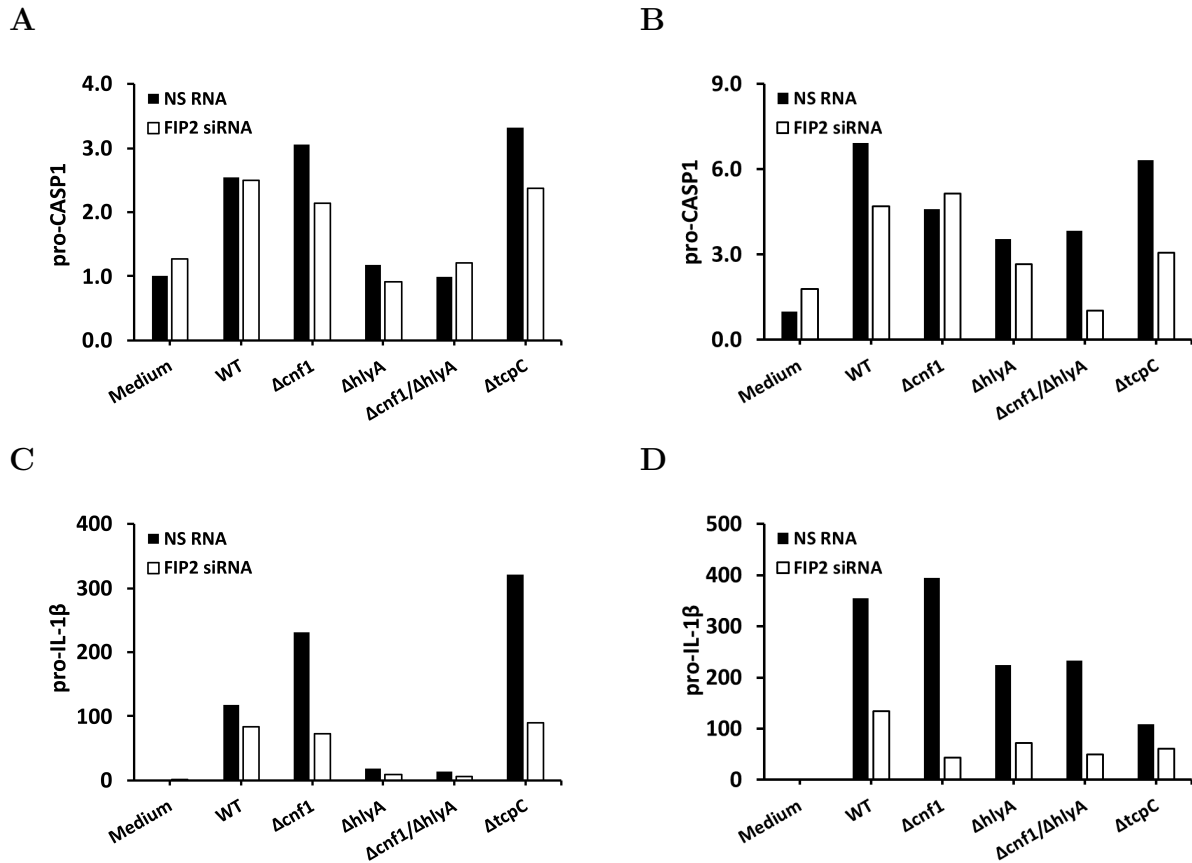 A
pro-CASP1
4.0
3.0
2.0
1.0
0.0
NS RNA
FIP2 siRNA
Medium
WT
Δcnf1
ΔhlyA
Δcnf1/ΔhlyA
ΔtcpC
B
pro-CASP1
9.0
6.0
3.0
0.0
NS RNA
FIP2 siRNA
Medium
WT
Δcnf1
ΔhlyA
Δcnf1/ΔhlyA
ΔtcpC
C
pro-IL-1β
400
300
200
100
0
NS RNA
FIP2 siRNA
Medium
WT
Δcnf1
ΔhlyA
Δcnf1/ΔhlyA
ΔtcpC
D
pro-IL-1β
500
400
300
200
100
0
NS RNA
FIP2 siRNA
Medium
WT
Δcnf1
ΔhlyA
Δcnf1/ΔhlyA
ΔtcpC